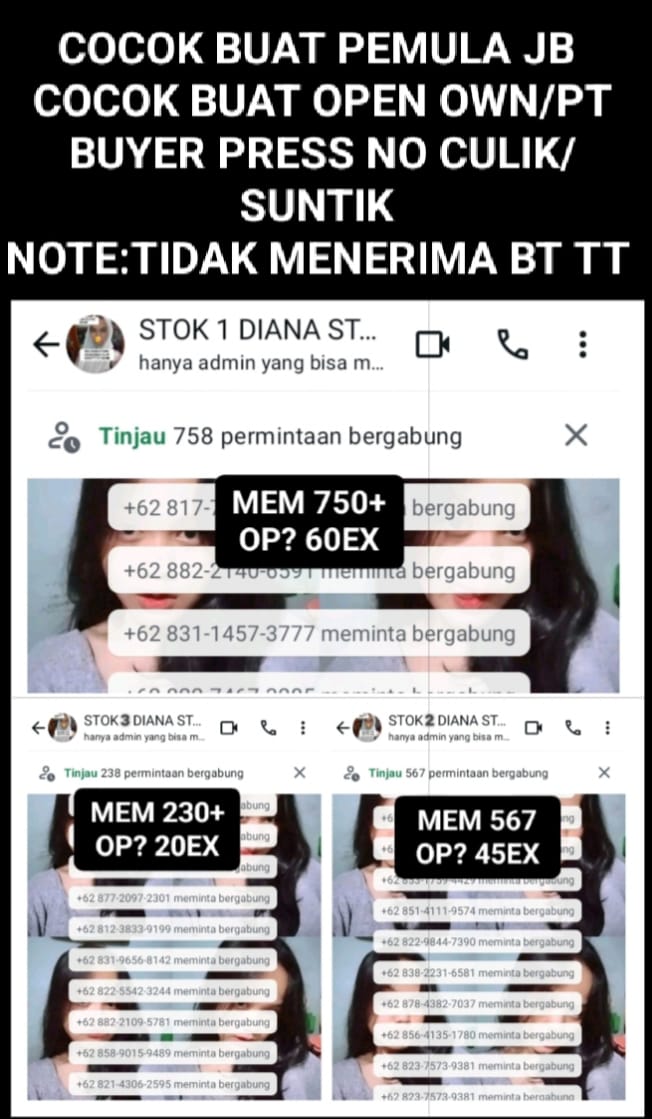 COCOK BUAT PEMULA JB
COCOK BUAT OPEN OWN/PT
BUYER PRESS NO CULIK/
SUNTIK
NOTE:TIDAK MENERIMA BT TT
STOK 1 DIANA ST...
hanya admin yang bisa m...
Tinjau 758 permintaan bergabung
+62 817- bergabung
MEM 750+
OP? 60EX
+62 882-2140-6591 meminta bergabung
+62 831-1457-3777 meminta bergabung
STOK3 DIANA ST...
hanya admin yang bisa m...
Tinjau 238 permintaan bergabung
abung
MEM 230+
abung
OP? 20EX
abung
+62 877-2097-2301 meminta bergabung
+62 812-3833-9199 meminta bergabung
+62 831-9656-8142 meminta bergabung
+62 822-5542-3244 meminta bergabung
+62 882-2109-5781 meminta bergabung
+62 858-9015-9489 meminta bergabung
+62 821-4306-2595 meminta bergabung
STOK2 DIANA ST...
hanya admin yang bisa m...
Tinjau 567 permintaan bergabung
+6 ng
MEM 567
+6 ng
OP? 45EX
meminta bergabung
+62 851-4111-9574 meminta bergabung
+62 822-9844-7390 meminta bergabung
+62 838-2231-6581 meminta bergabung
+62 878-4382-7037 meminta bergabung
+62 856-4135-1780 meminta bergabung
+62 823-7573-9381 meminta bergabung
+62 823-7573-9381 meminta bergabung